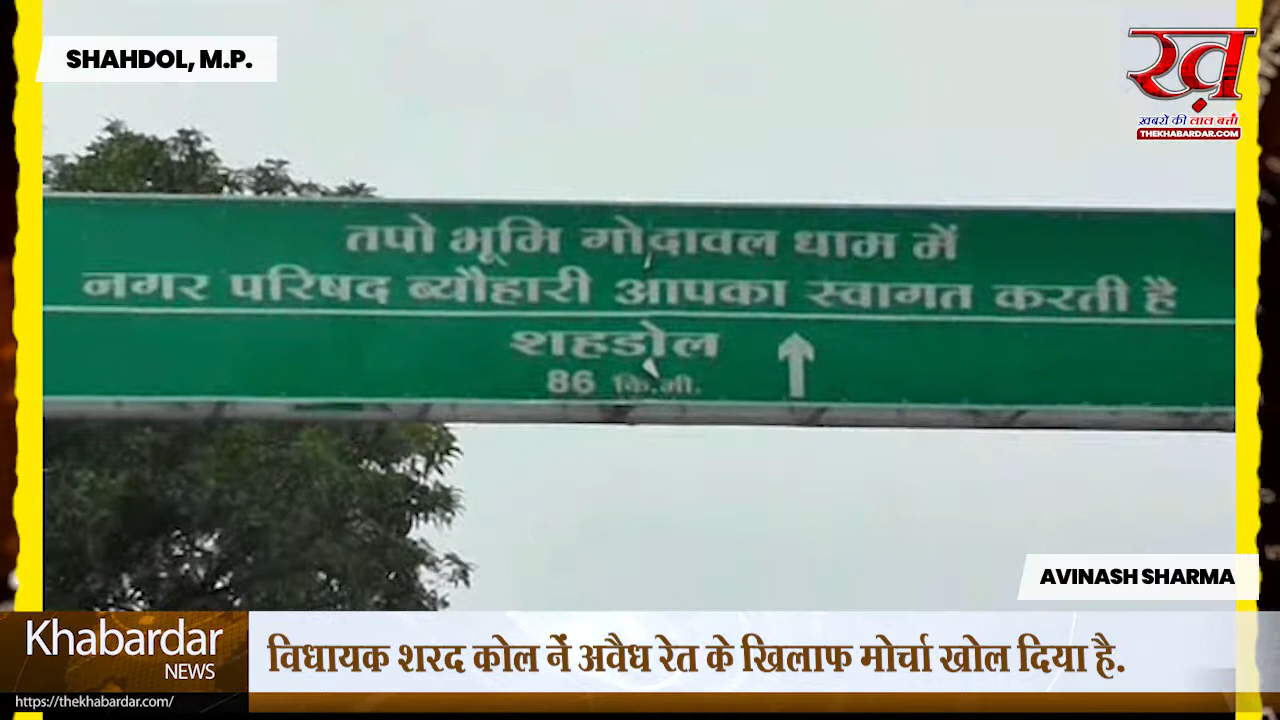 SHAHDOL, M.P.
ख़
ख़बरों की लाल बत्ती
THEKHABARDAR.COM
तपो भूमि गोदावल धाम में
नगर परिषद ब्यौहारी आपका स्वागत करती है
शहडोल
86 कि.मी.
AVINASH SHARMA
Khabardar
NEWS
विधायक शरद कोल नें अवैध रेत के खिलाफ मोर्चा खोल दिया है.
https://thekhabardar.com/